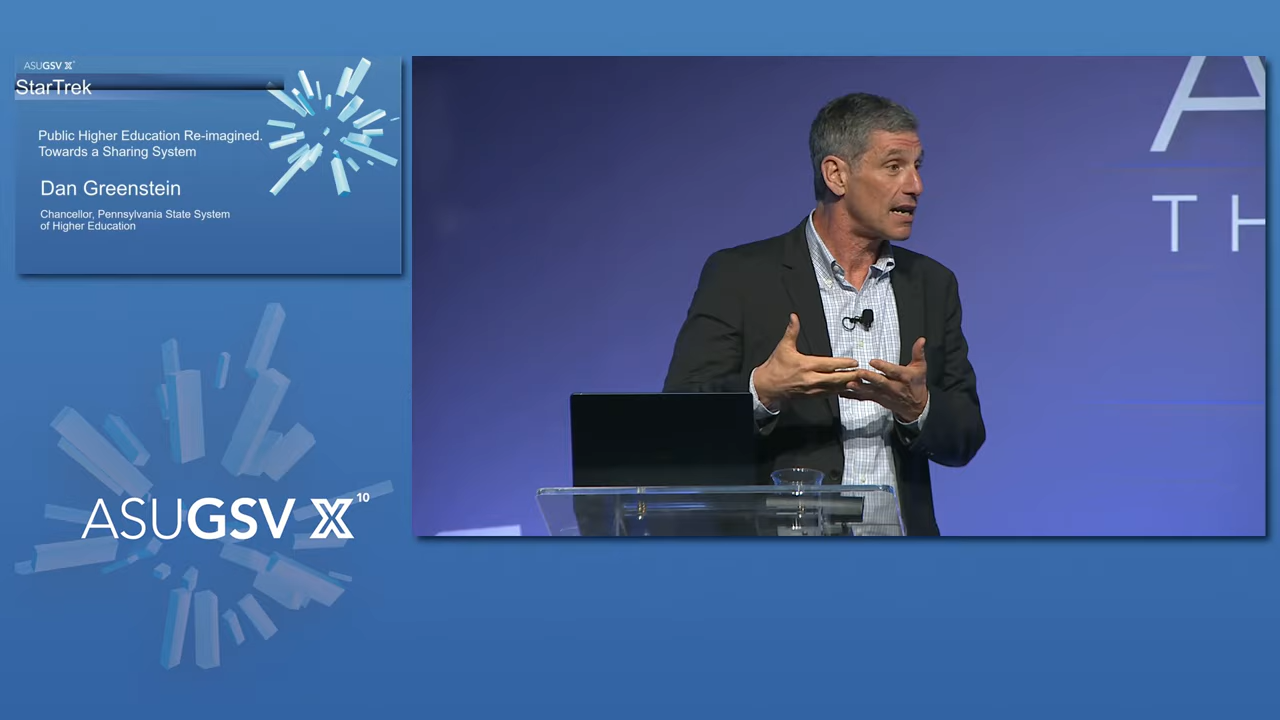 ASUGSV X
StarTrek
Public Higher Education Re-imagined.
Towards a Sharing System
Dan Greenstein
Chancellor, Pennsylvania State System
of Higher Education
ASUGSV X10
A
TH